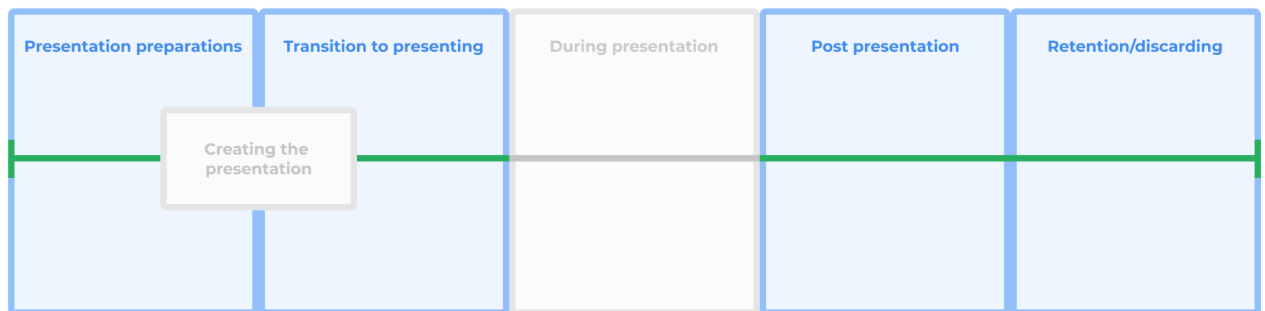 Presentation preparations
Transition to presenting
During presentation
Post presentation
Retention/discarding
Creating the
presentation